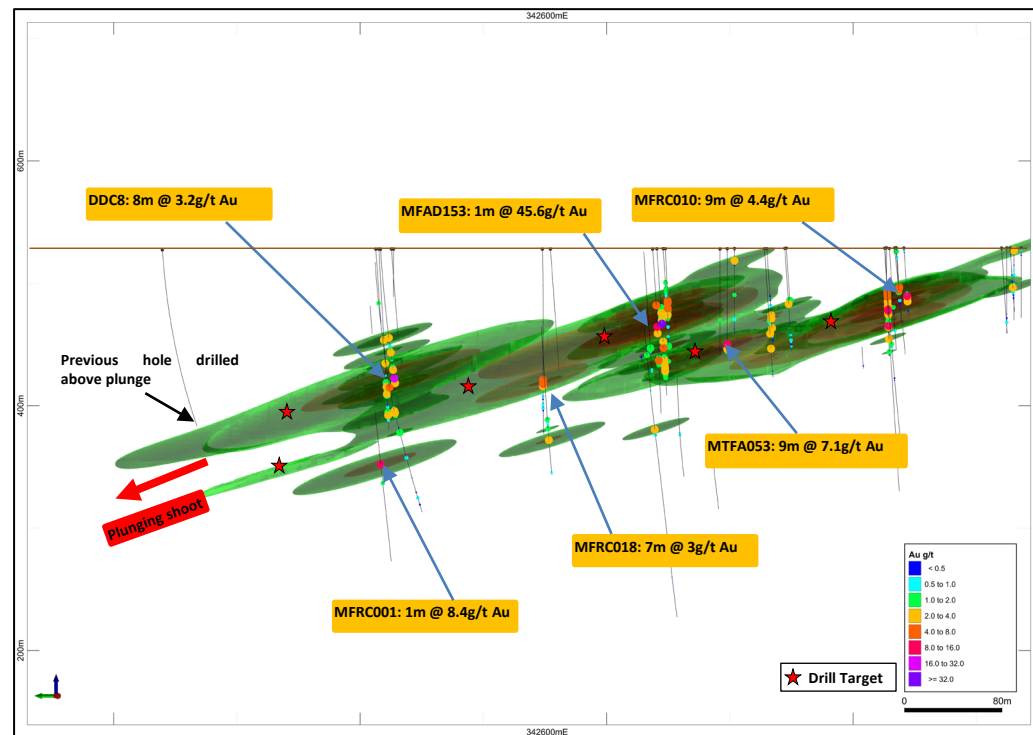 342600mE
600m
DDC8: 8m @ 3.2g/t Au
MFAD153: 1m @ 45.6g/t Au
MFRC010: 9m @ 4.4g/t Au
Previous hole drilled
above plunge
400m
Plunging shoot
MTFA053: 9m @ 7.1g/t Au
MFRC018: 7m @ 3g/t Au
MFRC001: 1m @ 8.4g/t Au
200m
Drill Target
Au g/t
< 0.5
0.5 to 1.0
1.0 to 2.0
2.0 to 4.0
4.0 to 8.0
8.0 to 16.0
16.0 to 32.0
>= 32.0
0
80m
342600mE